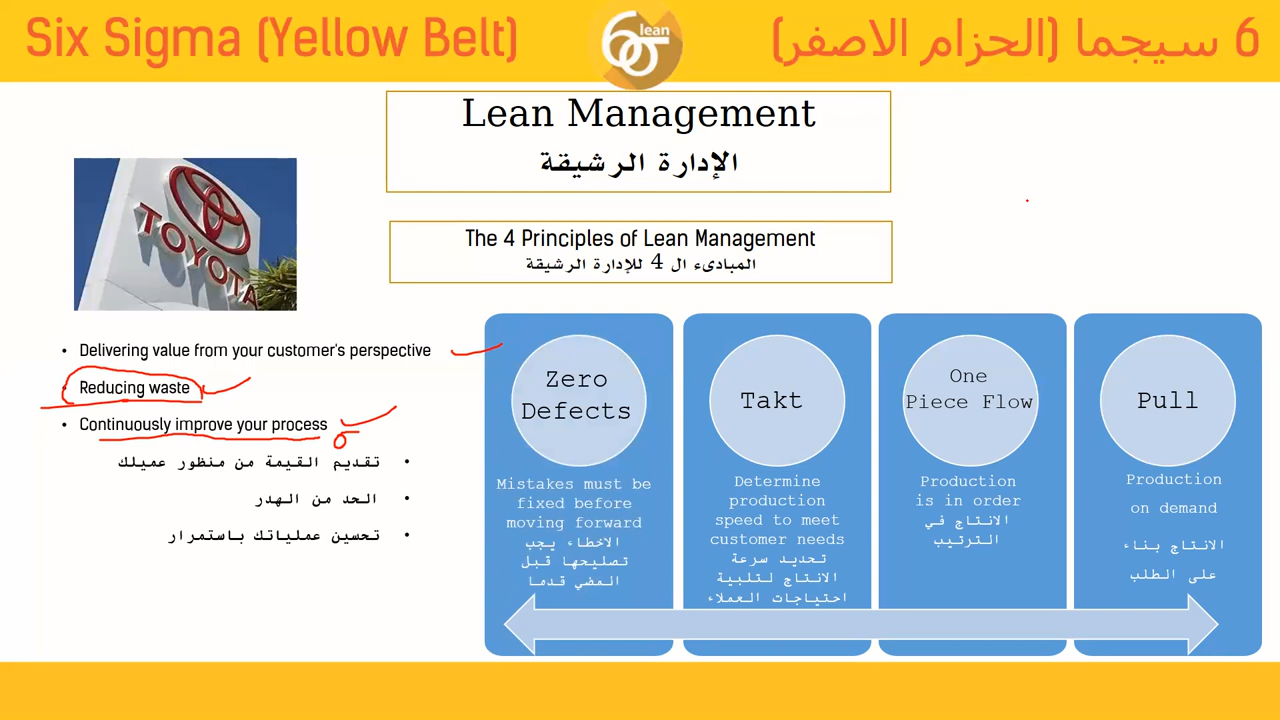 Six Sigma (Yellow Belt)
lean
6σ
6 سيجما (الحزام الاصفر)
Lean Management
الإدارة الرشيقة
The 4 Principles of Lean Management
المبادىء ال 4 للإدارة الرشيقة
TOYOTA
• Delivering value from your customer's perspective
• Reducing waste
• Continuously improve your process
• تقديم القيمة من منظور عميلك
• الحد من الهدر
• تحسين عملياتك باستمرار
Zero
Defects
Mistakes must be
fixed before
moving forward
الاخطاء يجب
تصليحها قبل
المضي قدما
Takt
Determine
production
speed to meet
customer needs
تحديد سرعة
الانتاج لتلبية
احتياجات العملاء
One
Piece Flow
Production
is in order
الانتاج في
الترتيب
Pull
Production
on demand
الانتاج بناء
على الطلب